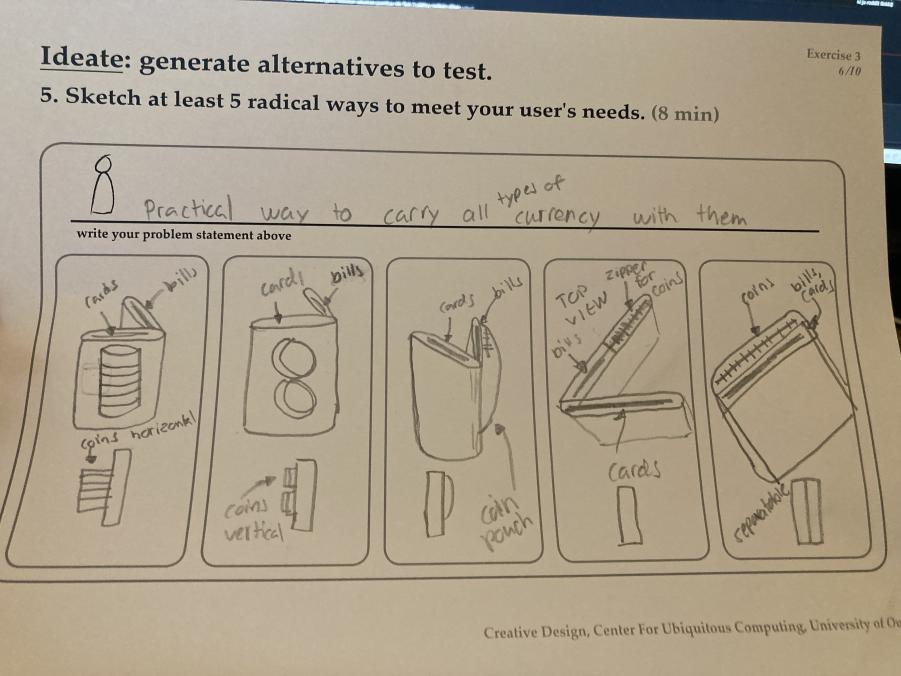 Exercise 3
6/10
Ideate: generate alternatives to test.
5. Sketch at least 5 radical ways to meet your user's needs. (8 min)
Practical way to carry all types of currency with them
write your problem statement above
cards
bills
coins horizontal
cards
bills
coins
vertical
cards
bills
coin
pouch
TOP
VIEW
zipper
for
coins
bills
cards
coins
bills,
cards
separatable
Creative Design, Center For Ubiquitous Computing, University of Ou